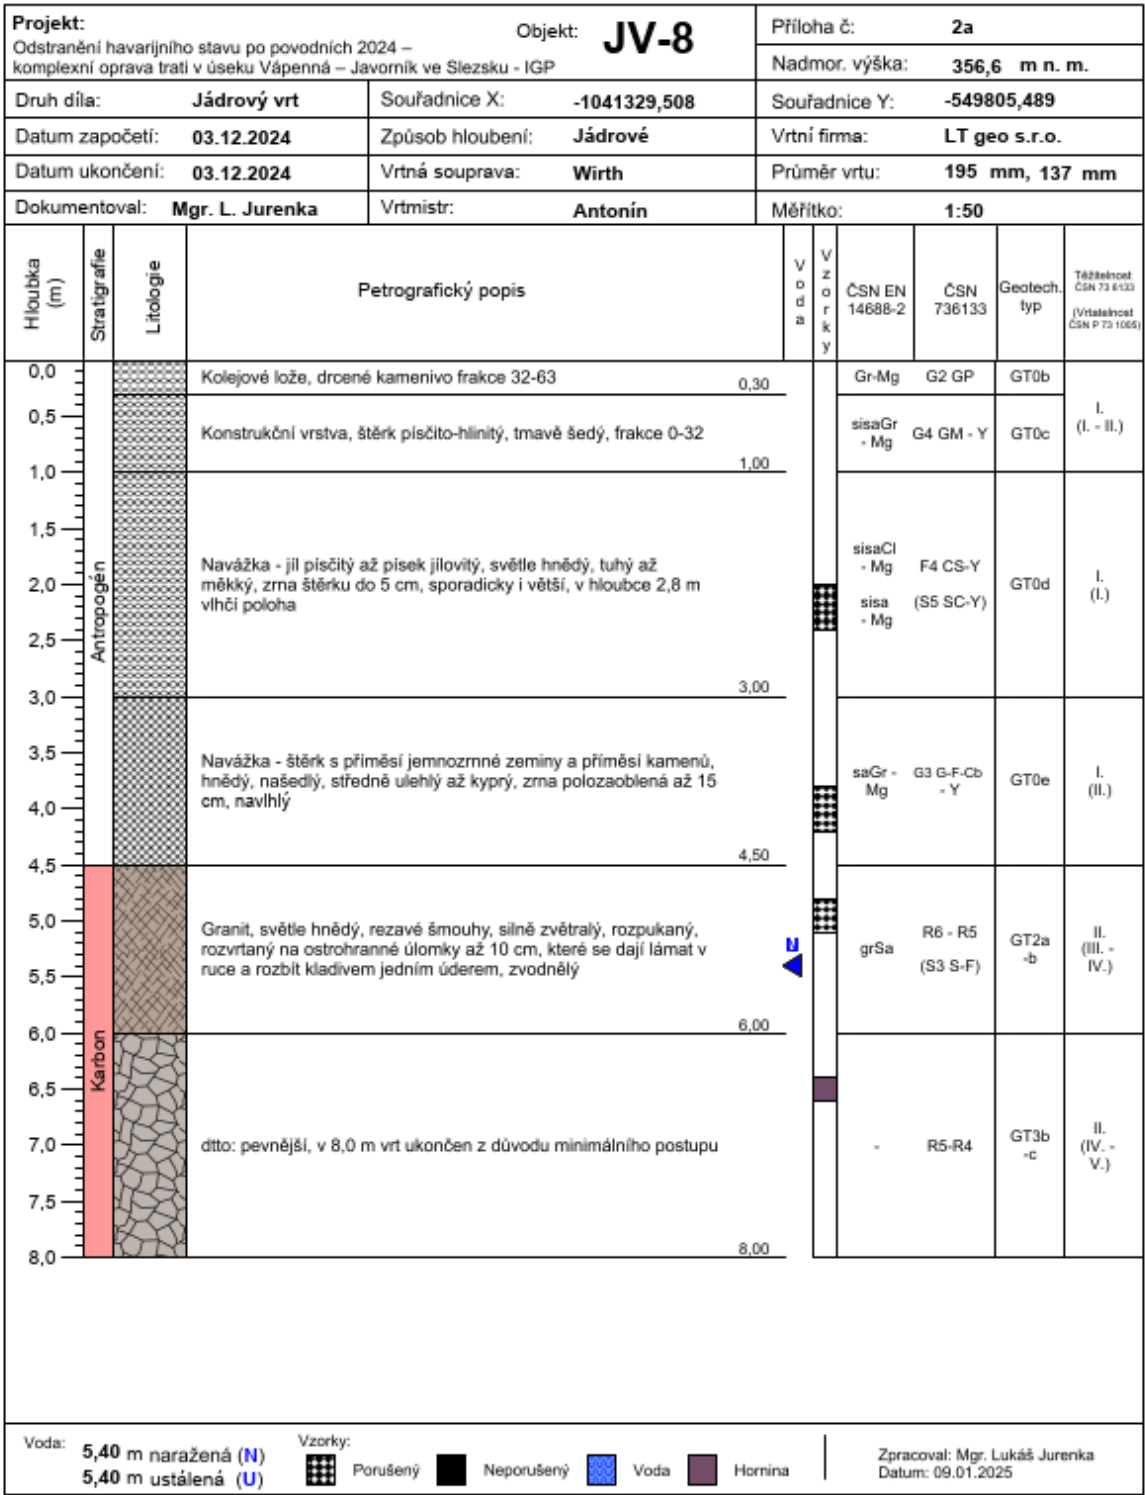 Projekt:
Odstranění havarijního stavu po povodních 2024 –
komplexní oprava trati v úseku Vápenná – Javorník ve Slezsku - IGP
Objekt: JV-8
Příloha č: 2a
Nadmor. výška: 356,6 m n. m.
Druh díla: Jádrový vrt
Souřadnice X: -1041329,508
Souřadnice Y: -549805,489
Datum započetí: 03.12.2024
Způsob hloubení: Jádrové
Vrtní firma: LT geo s.r.o.
Datum ukončení: 03.12.2024
Vrtná souprava: Wirth
Průměr vrtu: 195 mm, 137 mm
Dokumentoval: Mgr. L. Jurenka
Vrtmistr: Antonín
Měřítko: 1:50
Hloubka
(m)
Stratigrafie
Litologie
Petrografický popis
Voda
Vzorky
ČSN EN
14688-2
ČSN
736133
Geotech.
typ
Těžitelnost
ČSN 73 6133
(Vrtatelnost
ČSN P 73 1005)
0,0
Kolejové lože, drcené kamenivo frakce 32-63
0,30
Gr-Mg
G2 GP
GT0b
I.
(I. - II.)
0,5
Konstrukční vrstva, štěrk písčito-hlinitý, tmavě šedý, frakce 0-32
1,00
sisaGr
- Mg
G4 GM - Y
GT0c
1,0
1,5
Antropogén
Navážka - jíl písčitý až písek jílovitý, světle hnědý, tuhý až
měkký, zrna štěrku do 5 cm, sporadicky i větší, v hloubce 2,8 m
vlhčí poloha
3,00
sisaCl
- Mg
sisa
- Mg
F4 CS-Y
(S5 SC-Y)
GT0d
I.
(I.)
2,0
2,5
3,0
3,5
Navážka - štěrk s příměsí jemnozrnné zeminy a příměsí kamenů,
hnědý, našedlý, středně ulehlý až kyprý, zrna polozaoblená až 15
cm, navlhlý
4,50
saGr -
Mg
G3 G-F-Cb
- Y
GT0e
I.
(II.)
4,0
4,5
5,0
Granit, světle hnědý, rezavé šmouhy, silně zvětralý, rozpukaný,
rozvrtaný na ostrohranné úlomky až 10 cm, které se dají lámat v
ruce a rozbít kladivem jedním úderem, zvodnělý
6,00
N
grSa
R6 - R5
(S3 S-F)
GT2a
-b
II.
(III. -
IV.)
5,5
6,0
Karbon
6,5
7,0
dtto: pevnější, v 8,0 m vrt ukončen z důvodu minimálního postupu
8,00
-
R5-R4
GT3b
-c
II.
(IV. -
V.)
7,5
8,0
Voda:
5,40 m naražená (N)
5,40 m ustálená (U)
Vzorky:
Porušený
Neporušený
Voda
Hornina
Zpracoval: Mgr. Lukáš Jurenka
Datum: 09.01.2025